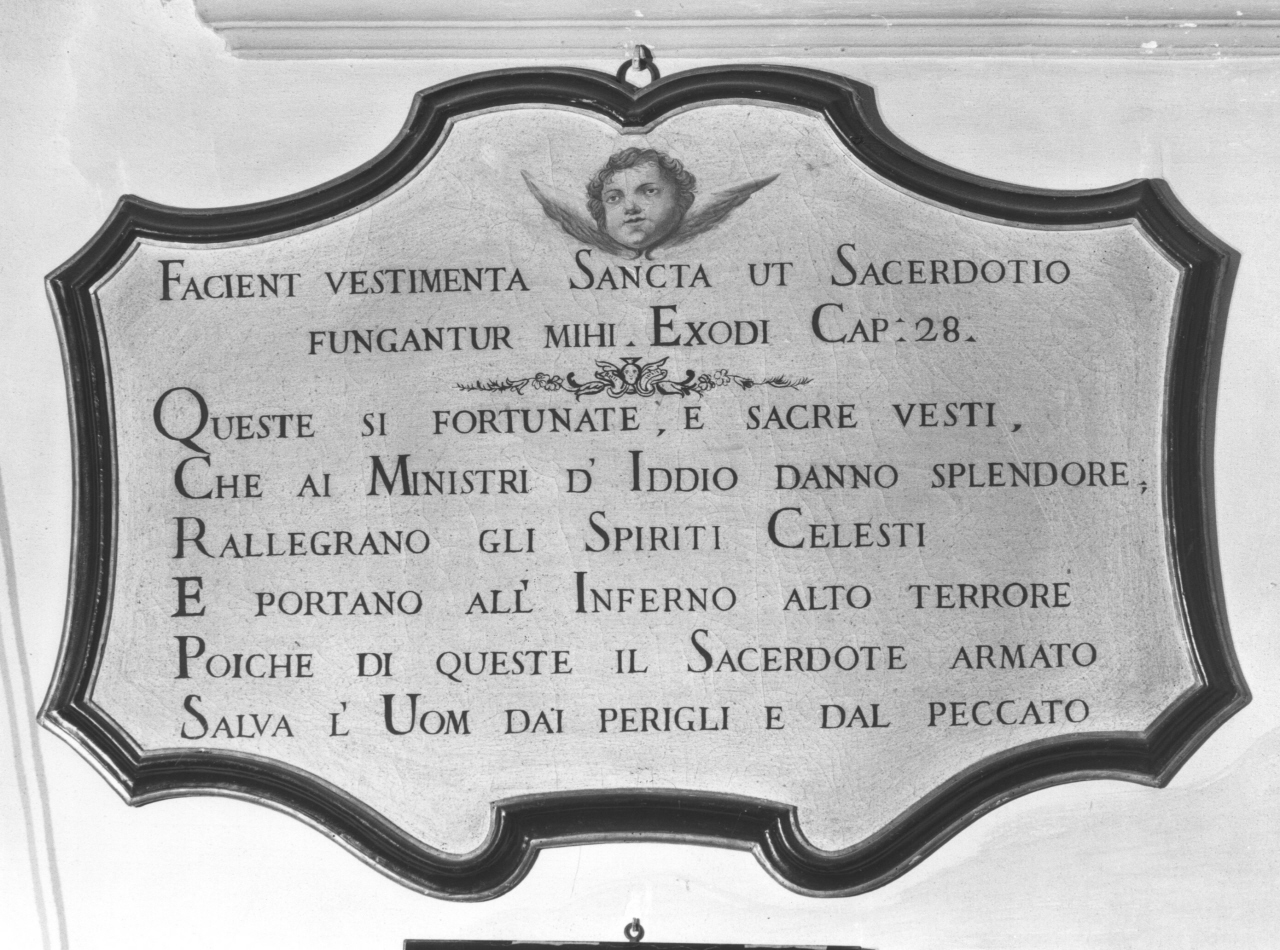 FACIENT VESTIMENTA SANCTA UT SACERDOTIO
FUNGANTUR MIHI. EXODI CAP: 28.
QUESTE SI FORTUNATE, E SACRE VESTI,
CHE AI MINISTRI D' IDDIO DANNO SPLENDORE;
RALLEGRANO GLI SPIRITI CELESTI
E PORTANO ALL' INFERNO ALTO TERRORE
POICHÈ DI QUESTE IL SACERDOTE ARMATO
SALVA L' UOM DAI PERIGLI E DAL PECCATO